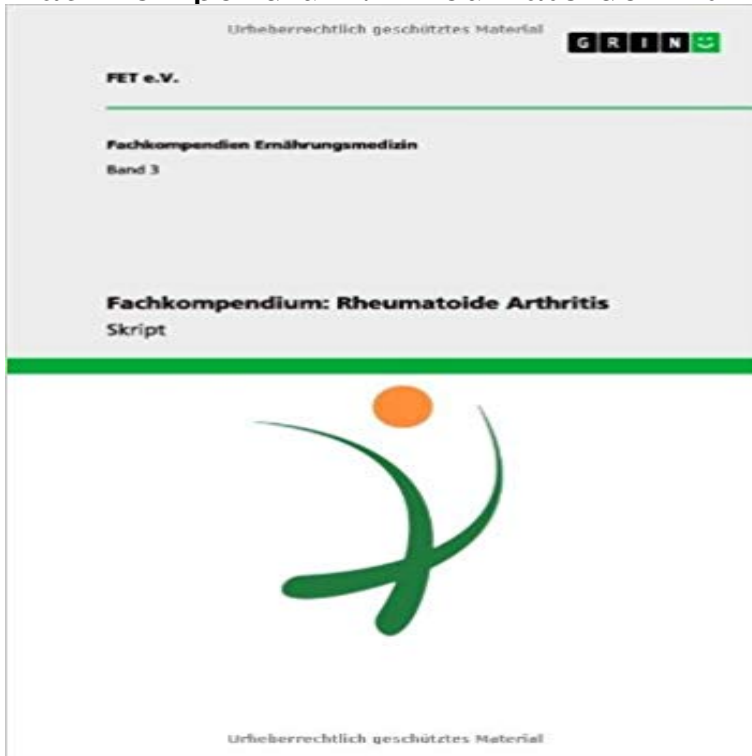 Urheberrechtlich geschütztes Material
GRIN
FET e.V.
Fachkompendien Ernährungsmedizin
Band 3
Fachkompendium: Rheumatoide Arthritis
Skript
Urheberrechtlich geschütztes Material